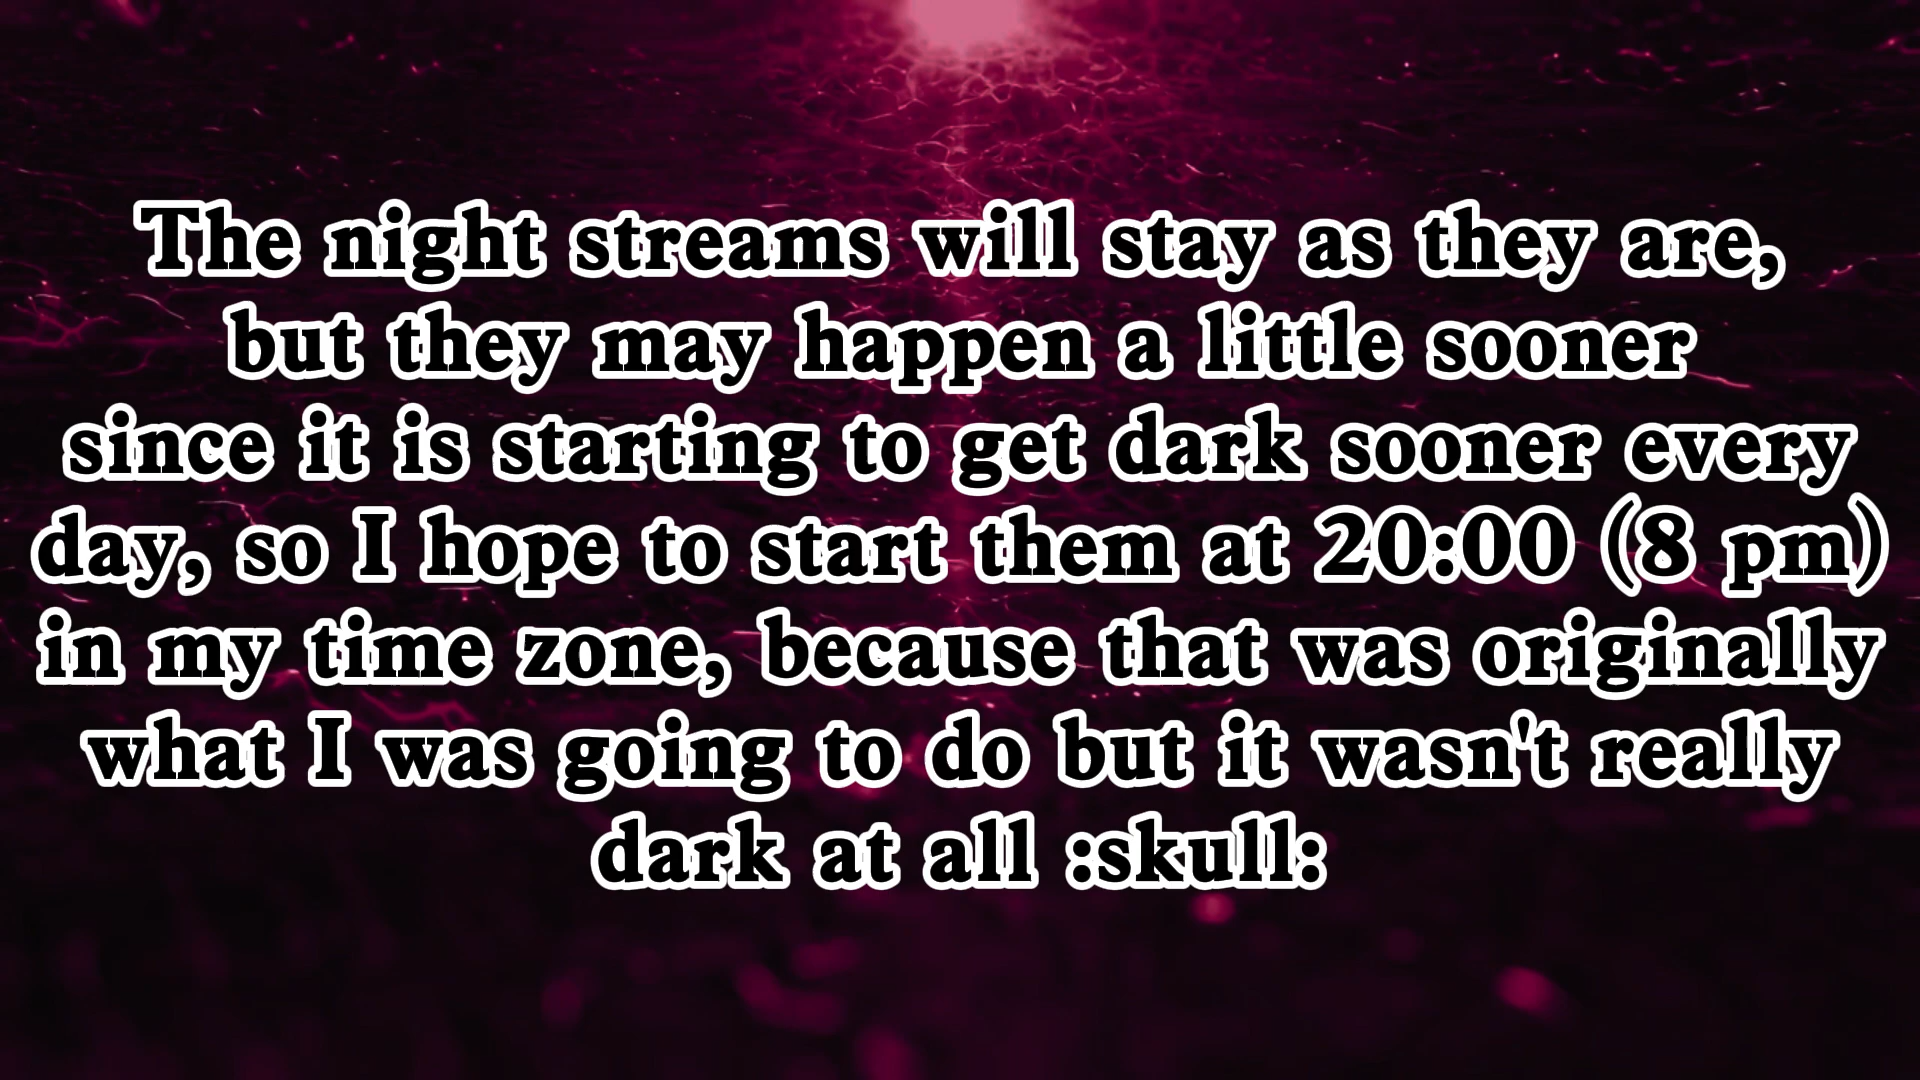 The night streams will stay as they are,
but they may happen a little sooner
since it is starting to get dark sooner every
day, so I hope to start them at 20:00 (8 pm)
in my time zone, because that was originally
what I was going to do but it wasn't really
dark at all :skull: